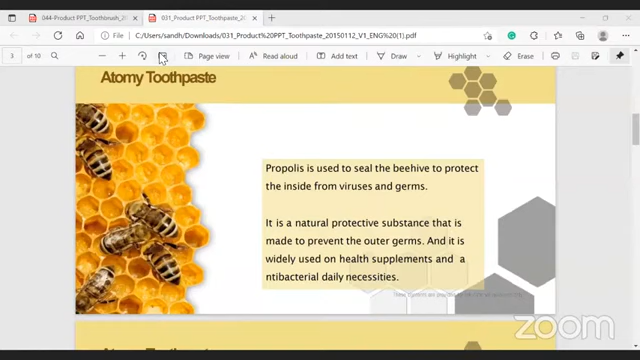 044-Product PPT_Toothbrush_20
031_Product PPT_Toothpaste_201
File
C:/Users/sandh/Downloads/031_Product%20PPT_Toothpaste_20150112_V1_ENG%20(1).pdf
3 of 10
Page view
Read aloud
Add text
Draw
Highlight
Erase
Atomy Toothpaste
Propolis is used to seal the beehive to protect
the inside from viruses and germs.
It is a natural protective substance that is
made to prevent the outer germs. And it is
widely used on health supplements and a
ntibacterial daily necessities.
zoom